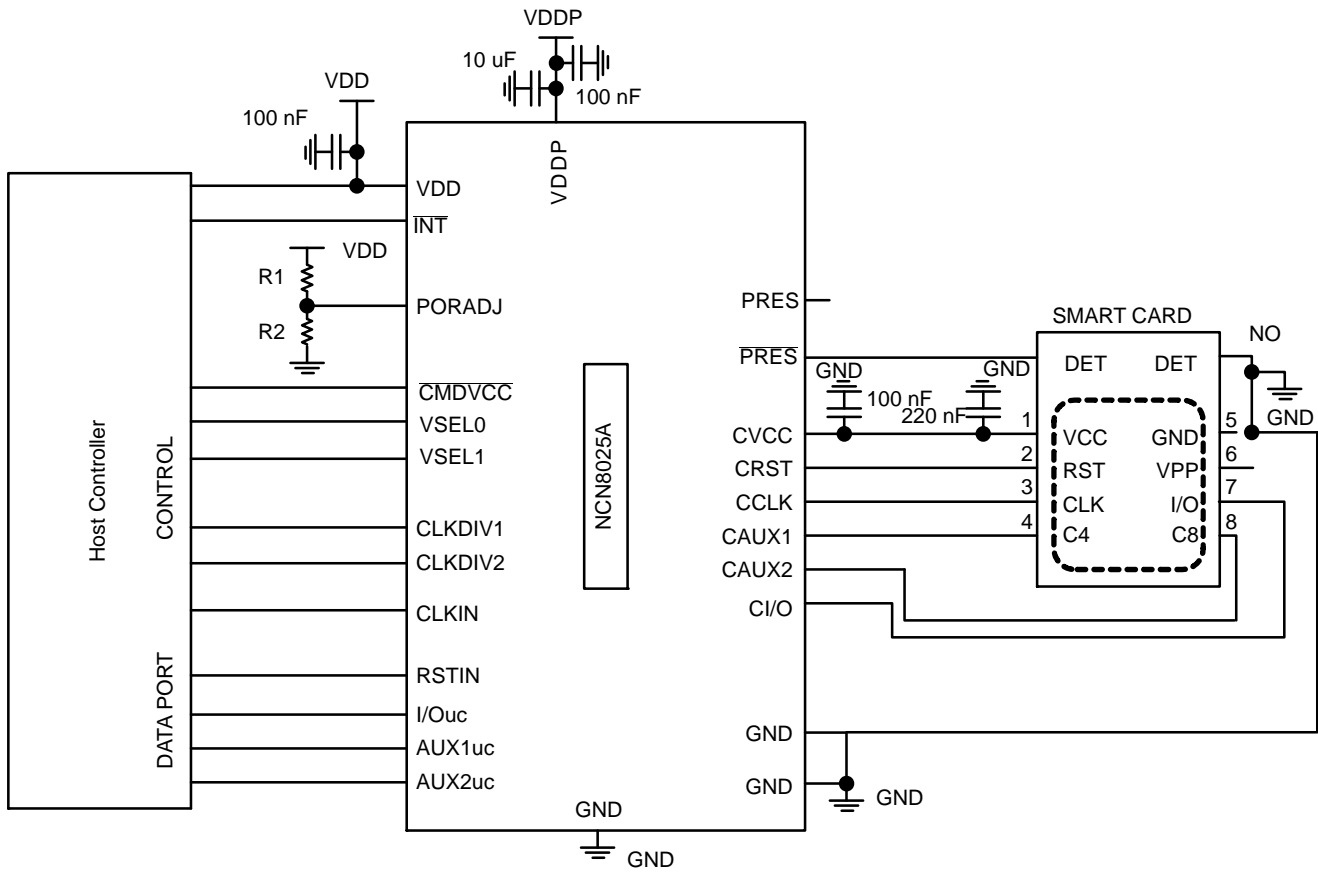 VDDP
10 uF
100 nF
VDD
100 nF
VDDP
VDD
INT
VDD
R1
R2
PORADJ
CMDVCC
VSEL0
VSEL1
CLKDIV1
CLKDIV2
CLKIN
RSTIN
I/Ouc
AUX1uc
AUX2uc
Host Controller
CONTROL
DATA PORT
NCN8025A
PRES
PRES
CVCC
CRST
CCLK
CAUX1
CAUX2
CI/O
GND
GND
GND
GND
GND
GND
100 nF
GND
220 nF
SMART CARD
NO
DET DET
GND
1 VCC GND 5
2 RST VPP 6
3 CLK I/O 7
4 C4 C8 8